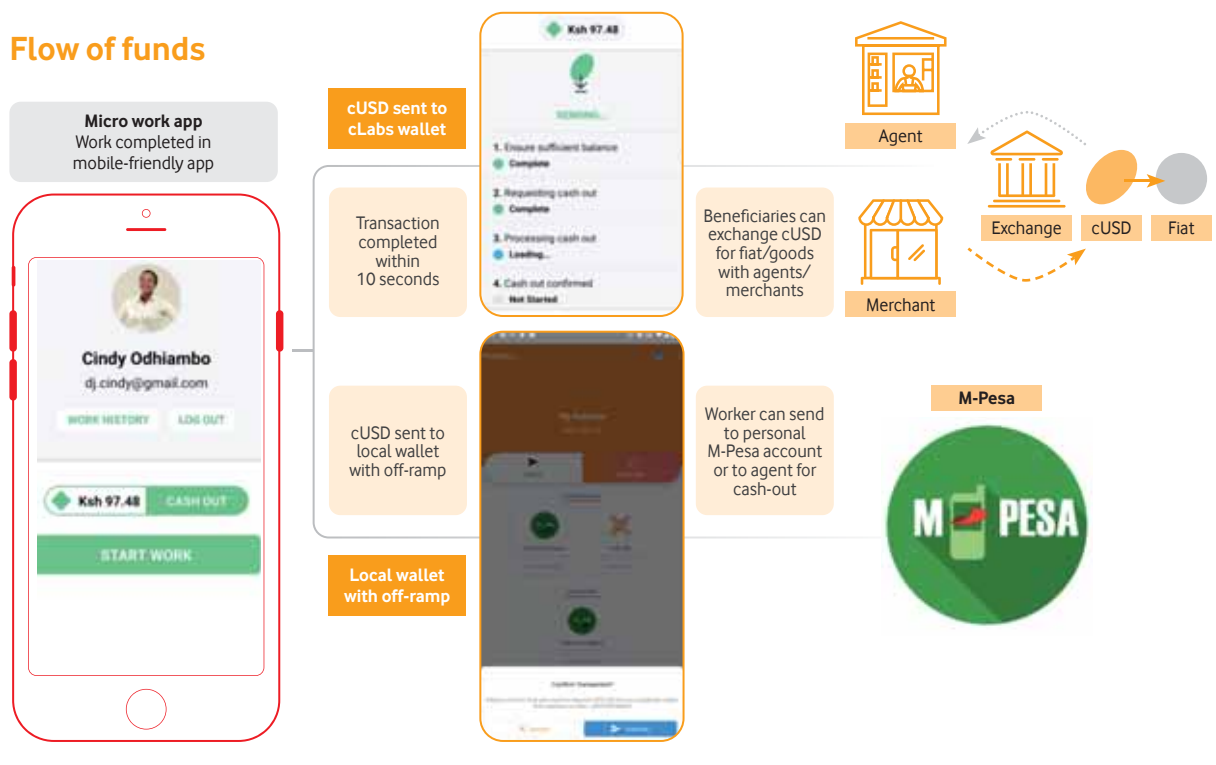 Flow of funds
Micro work app
Work completed in
mobile-friendly app
Cindy Odhiambo
dj.cindy@gmail.com
WORK HISTORY
LOG OUT
Ksh 97.48
CASH OUT
START WORK
cUSD sent to
cLabs wallet
Transaction
completed
within
10 seconds
cUSD sent to
local wallet
with off-ramp
Local wallet
with off-ramp
Ksh 97.48
SENDING...
1. Ensure sufficient balance
Complete
2. Requesting cash out
Complete
3. Processing cash out
Loading...
4. Cash out confirmed
Not Started
Beneficiaries can
exchange cUSD
for fiat/goods
with agents/
merchants
Worker can send
to personal
M-Pesa account
or to agent for
cash-out
Agent
Merchant
Exchange
cUSD
Fiat
M-Pesa
M PESA